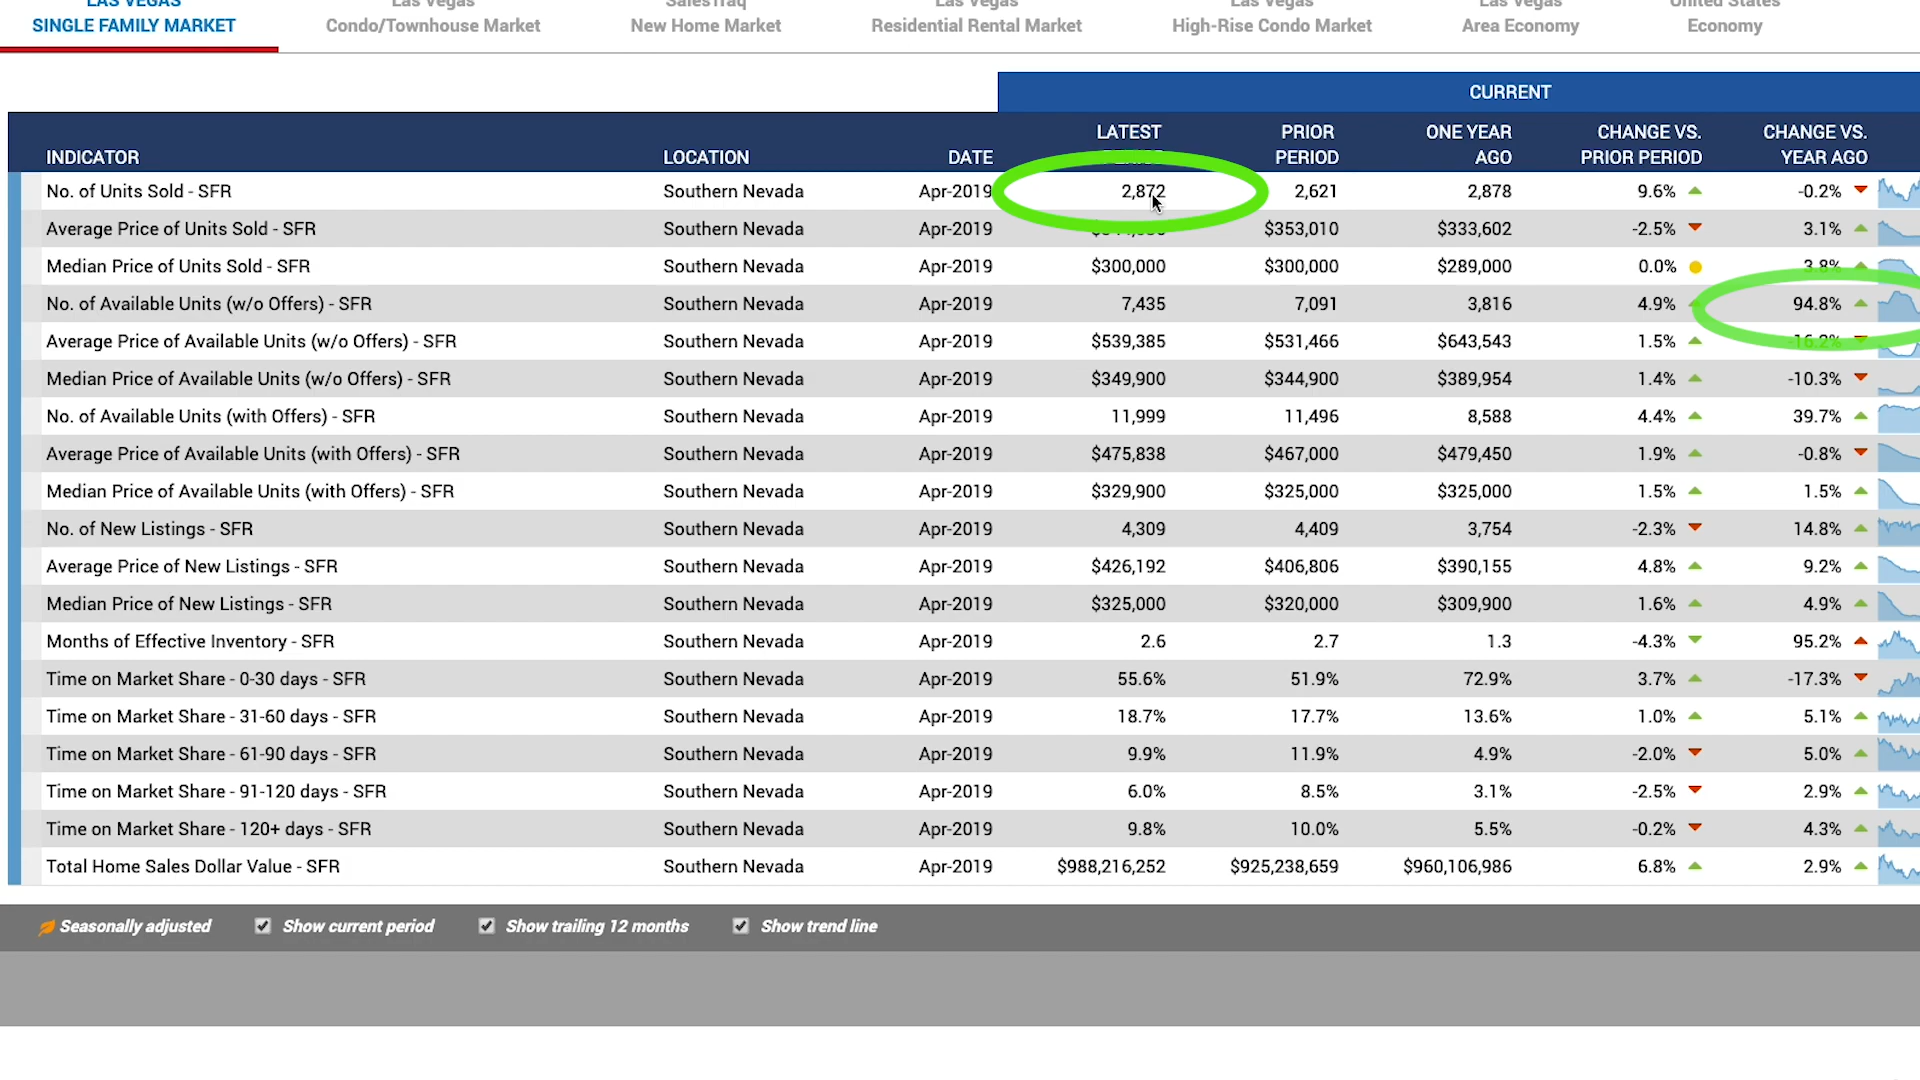 LAS VEGAS
SINGLE FAMILY MARKET
Las Vegas
Condo/Townhouse Market
SalesTraq
New Home Market
Las Vegas
Residential Rental Market
Las Vegas
High-Rise Condo Market
Las Vegas
Area Economy
United States
Economy
CURRENT
INDICATOR LOCATION DATE LATEST PERIOD PRIOR PERIOD ONE YEAR AGO CHANGE VS. PRIOR PERIOD CHANGE VS. YEAR AGO
No. of Units Sold - SFR Southern Nevada Apr-2019 2,872 2,621 2,878 9.6% -0.2%
Average Price of Units Sold - SFR Southern Nevada Apr-2019 $353,010 $333,602 -2.5% 3.1%
Median Price of Units Sold - SFR Southern Nevada Apr-2019 $300,000 $300,000 $289,000 0.0% 3.8%
No. of Available Units (w/o Offers) - SFR Southern Nevada Apr-2019 7,435 7,091 3,816 4.9% 94.8%
Average Price of Available Units (w/o Offers) - SFR Southern Nevada Apr-2019 $539,385 $531,466 $643,543 1.5% -16.2%
Median Price of Available Units (w/o Offers) - SFR Southern Nevada Apr-2019 $349,900 $344,900 $389,954 1.4% -10.3%
No. of Available Units (with Offers) - SFR Southern Nevada Apr-2019 11,999 11,496 8,588 4.4% 39.7%
Average Price of Available Units (with Offers) - SFR Southern Nevada Apr-2019 $475,838 $467,000 $479,450 1.9% -0.8%
Median Price of Available Units (with Offers) - SFR Southern Nevada Apr-2019 $329,900 $325,000 $325,000 1.5% 1.5%
No. of New Listings - SFR Southern Nevada Apr-2019 4,309 4,409 3,754 -2.3% 14.8%
Average Price of New Listings - SFR Southern Nevada Apr-2019 $426,192 $406,806 $390,155 4.8% 9.2%
Median Price of New Listings - SFR Southern Nevada Apr-2019 $325,000 $320,000 $309,900 1.6% 4.9%
Months of Effective Inventory - SFR Southern Nevada Apr-2019 2.6 2.7 1.3 -4.3% 95.2%
Time on Market Share - 0-30 days - SFR Southern Nevada Apr-2019 55.6% 51.9% 72.9% 3.7% -17.3%
Time on Market Share - 31-60 days - SFR Southern Nevada Apr-2019 18.7% 17.7% 13.6% 1.0% 5.1%
Time on Market Share - 61-90 days - SFR Southern Nevada Apr-2019 9.9% 11.9% 4.9% -2.0% 5.0%
Time on Market Share - 91-120 days - SFR Southern Nevada Apr-2019 6.0% 8.5% 3.1% -2.5% 2.9%
Time on Market Share - 120+ days - SFR Southern Nevada Apr-2019 9.8% 10.0% 5.5% -0.2% 4.3%
Total Home Sales Dollar Value - SFR Southern Nevada Apr-2019 $988,216,252 $925,238,659 $960,106,986 6.8% 2.9%
Seasonally adjusted Show current period Show trailing 12 months Show trend line